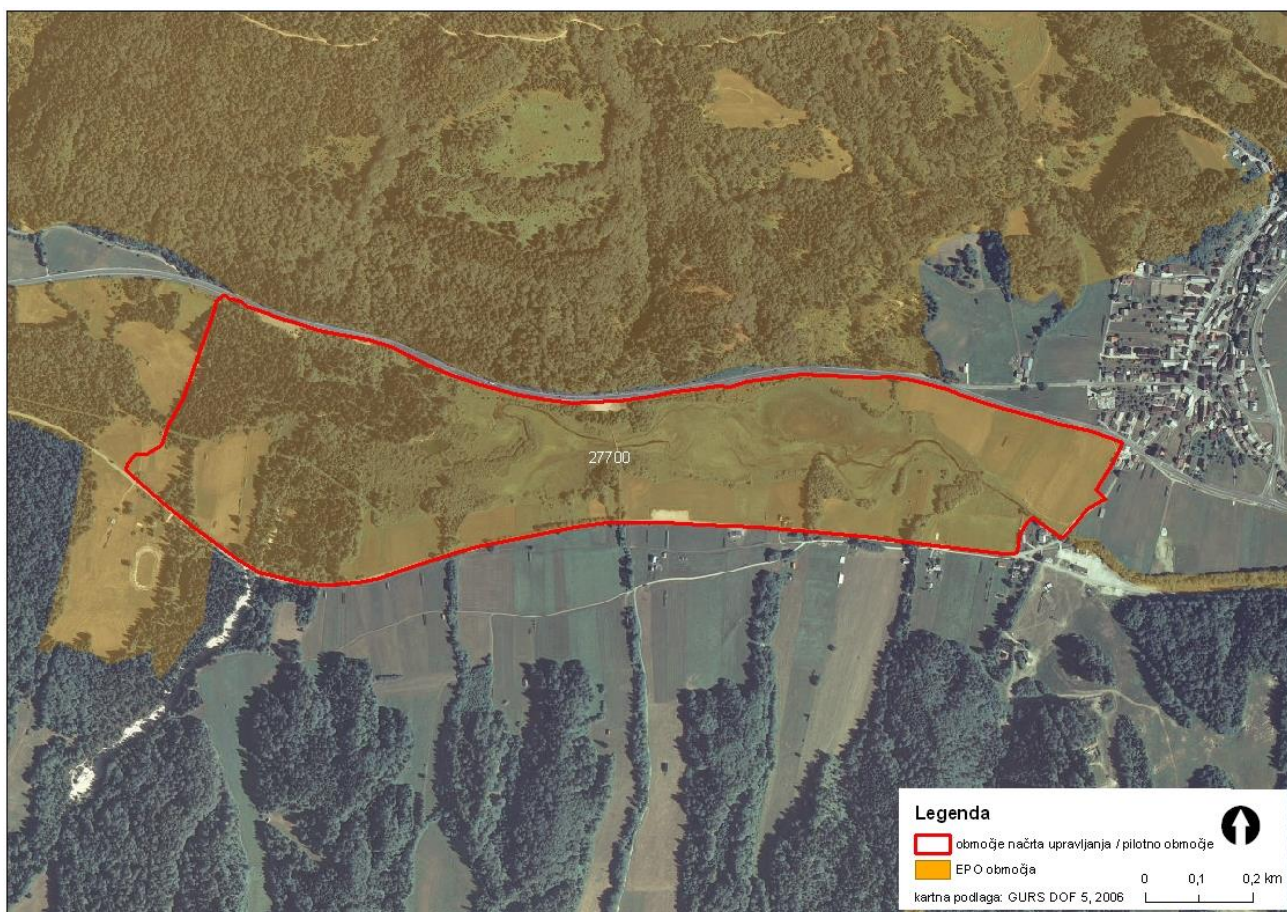 27700
Legenda
območje načrta upravljanja / pilotno območje
EPO območja
kartna podlaga: GURS DOF 5, 2006
0 0,1 0,2 km